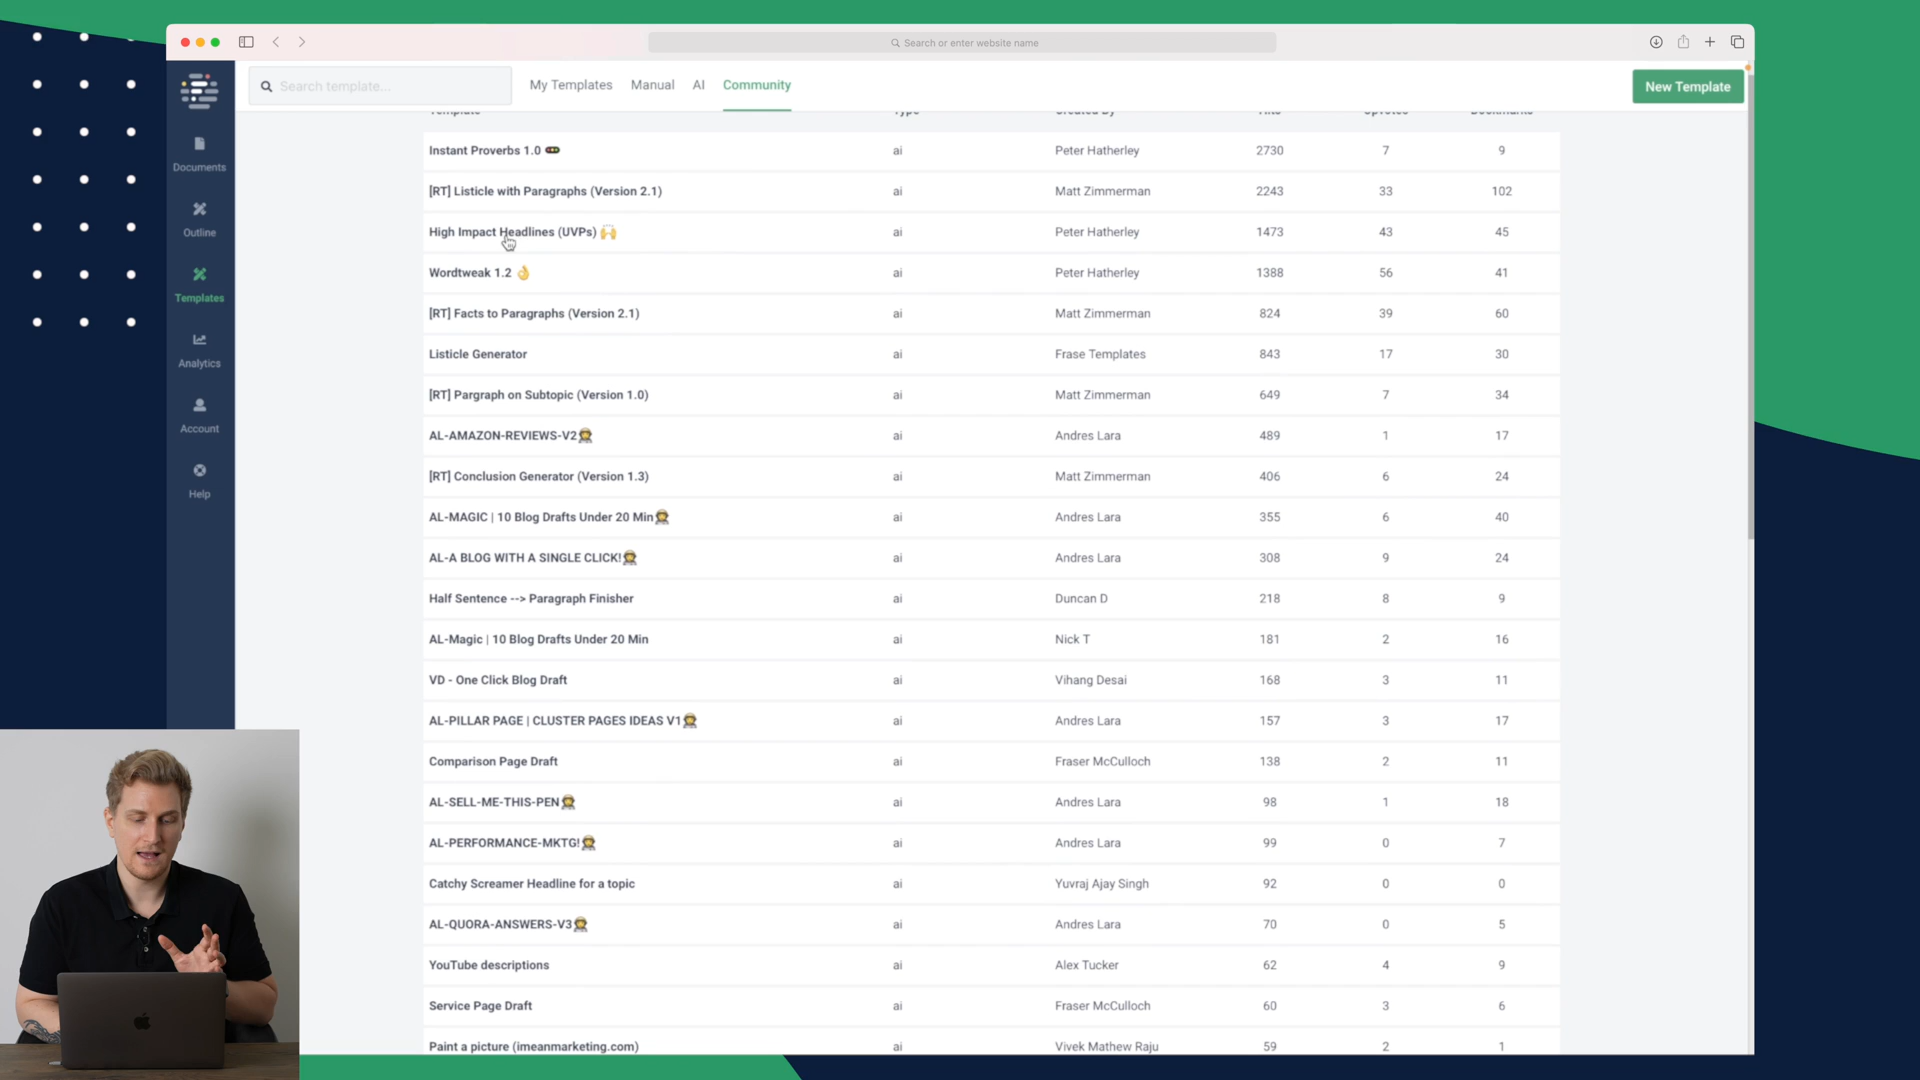 Search or enter website name
Search template...
My Templates Manual AI Community
New Template
Template Type Created By Hits Upvotes Bookmarks
Documents
Outline
Templates
Analytics
Account
Help
Instant Proverbs 1.0 ai Peter Hatherley 2730 7 9
[RT] Listicle with Paragraphs (Version 2.1) ai Matt Zimmerman 2243 33 102
High Impact Headlines (UVPs) 🙌 ai Peter Hatherley 1473 43 45
Wordtweak 1.2 👌 ai Peter Hatherley 1388 56 41
[RT] Facts to Paragraphs (Version 2.1) ai Matt Zimmerman 824 39 60
Listicle Generator ai Frase Templates 843 17 30
[RT] Pargraph on Subtopic (Version 1.0) ai Matt Zimmerman 649 7 34
AL-AMAZON-REVIEWS-V2 ai Andres Lara 489 1 17
[RT] Conclusion Generator (Version 1.3) ai Matt Zimmerman 406 6 24
AL-MAGIC | 10 Blog Drafts Under 20 Min ai Andres Lara 355 6 40
AL-A BLOG WITH A SINGLE CLICK! ai Andres Lara 308 9 24
Half Sentence --> Paragraph Finisher ai Duncan D 218 8 9
AL-Magic | 10 Blog Drafts Under 20 Min ai Nick T 181 2 16
VD - One Click Blog Draft ai Vihang Desai 168 3 11
AL-PILLAR PAGE | CLUSTER PAGES IDEAS V1 ai Andres Lara 157 3 17
Comparison Page Draft ai Fraser McCulloch 138 2 11
AL-SELL-ME-THIS-PEN ai Andres Lara 98 1 18
AL-PERFORMANCE-MKTG! ai Andres Lara 99 0 7
Catchy Screamer Headline for a topic ai Yuvraj Ajay Singh 92 0 0
AL-QUORA-ANSWERS-V3 ai Andres Lara 70 0 5
YouTube descriptions ai Alex Tucker 62 4 9
Service Page Draft ai Fraser McCulloch 60 3 6
Paint a picture (imeanmarketing.com) ai Vivek Mathew Raju 59 2 1